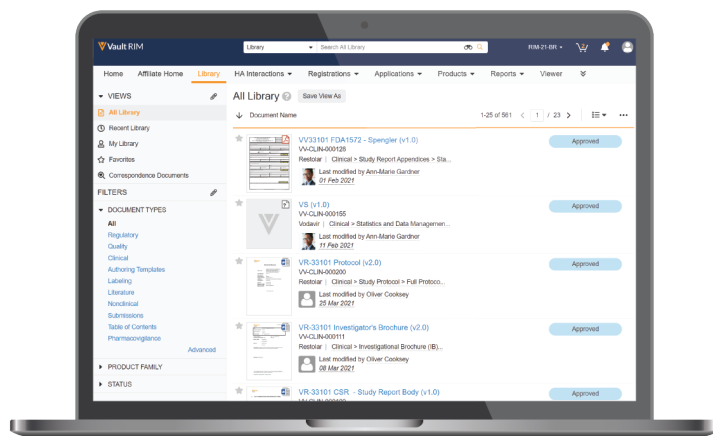 Vault RIM
Library
Search All Library
RIM-21-BR
Home Affiliate Home Library HA Interactions Registrations Applications Products Reports Viewer
VIEWS
All Library
Recent Library
My Library
Favorites
Correspondence Documents
FILTERS
DOCUMENT TYPES
All
Regulatory
Quality
Clinical
Authoring Templates
Labeling
Literature
Nonclinical
Submissions
Table of Contents
Pharmacovigilance
Advanced
PRODUCT FAMILY
STATUS
All Library Save View As
Document Name 1-25 of 561 1 / 23
VV33101 FDA1572 - Spengler (v1.0) Approved
VV-CLIN-000128
Restolar | Clinical > Study Report Appendices > Sta...
Last modified by Ann-Marie Gardner
01 Feb 2021
VS (v1.0) Approved
VV-CLIN-000155
Vodavir | Clinical > Statistics and Data Managemen...
Last modified by Ann-Marie Gardner
11 Feb 2021
VR-33101 Protocol (v2.0) Approved
VV-CLIN-000200
Restolar | Clinical > Study Protocol > Full Protoco...
Last modified by Oliver Cooksey
25 Mar 2021
VR-33101 Investigator's Brochure (v2.0) Approved
VV-CLIN-000111
Restolar | Clinical > Investigational Brochure (IB)...
Last modified by Oliver Cooksey
08 Mar 2021
VR-33101 CSR - Study Report Body (v1.0) Approved